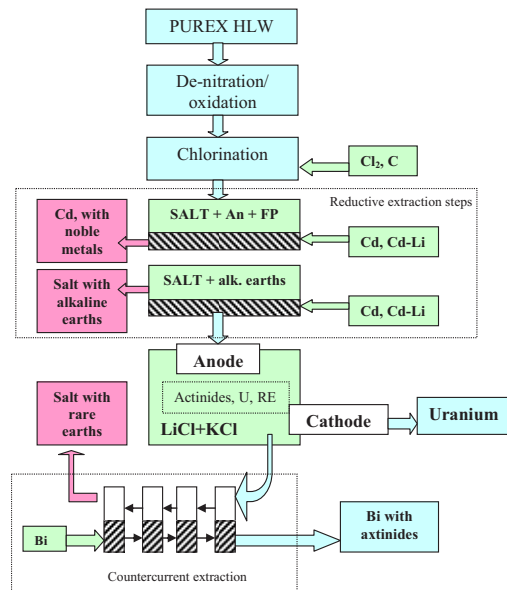 PUREX HLW
De-nitration/
oxidation
Chlorination
Cl2, C
Reductive extraction steps
Cd, with
noble
metals
SALT + An + FP
Cd, Cd-Li
Salt with
alkaline
earths
SALT + alk. earths
Cd, Cd-Li
Anode
Actinides, U, RE
LiCl+KCl
Cathode
Uranium
Salt with
rare
earths
Bi
Bi with
axtinides
Countercurrent extraction